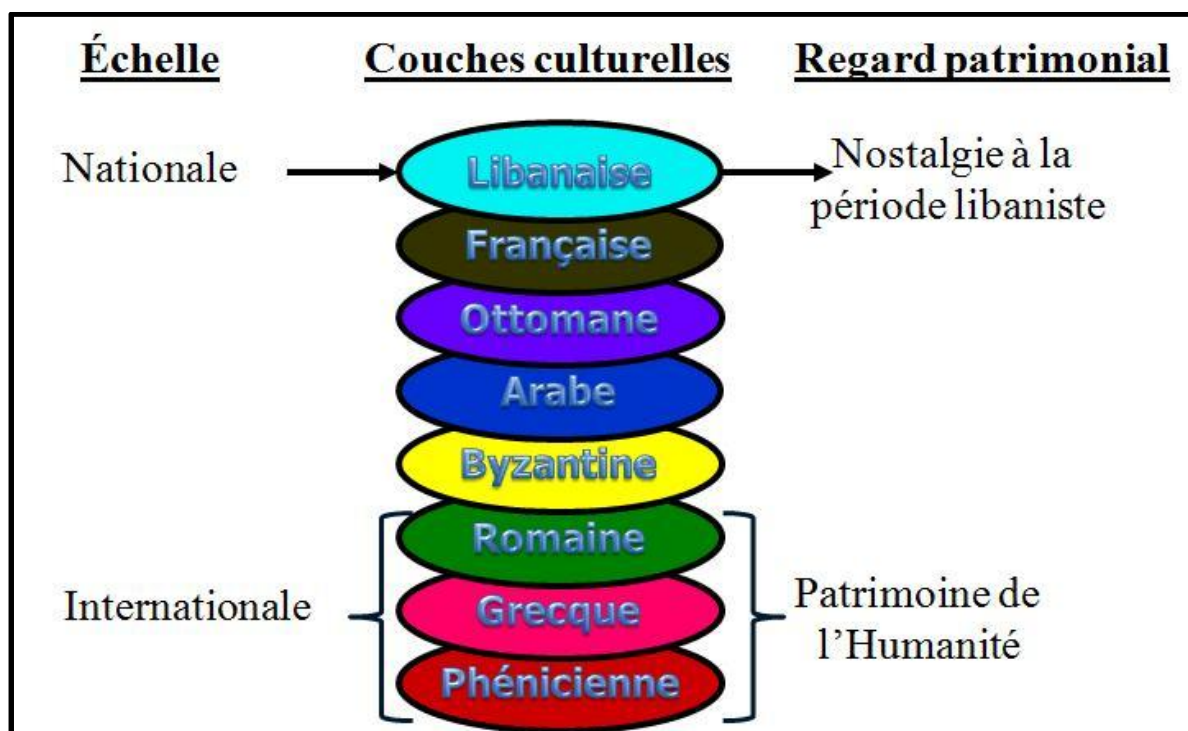 Échelle Couches culturelles Regard patrimonial
Nationale Libanaise Nostalgie à la
période libaniste
Française
Ottomane
Arabe
Byzantine
Romaine
Internationale Grecque Patrimoine de
l’Humanité
Phénicienne